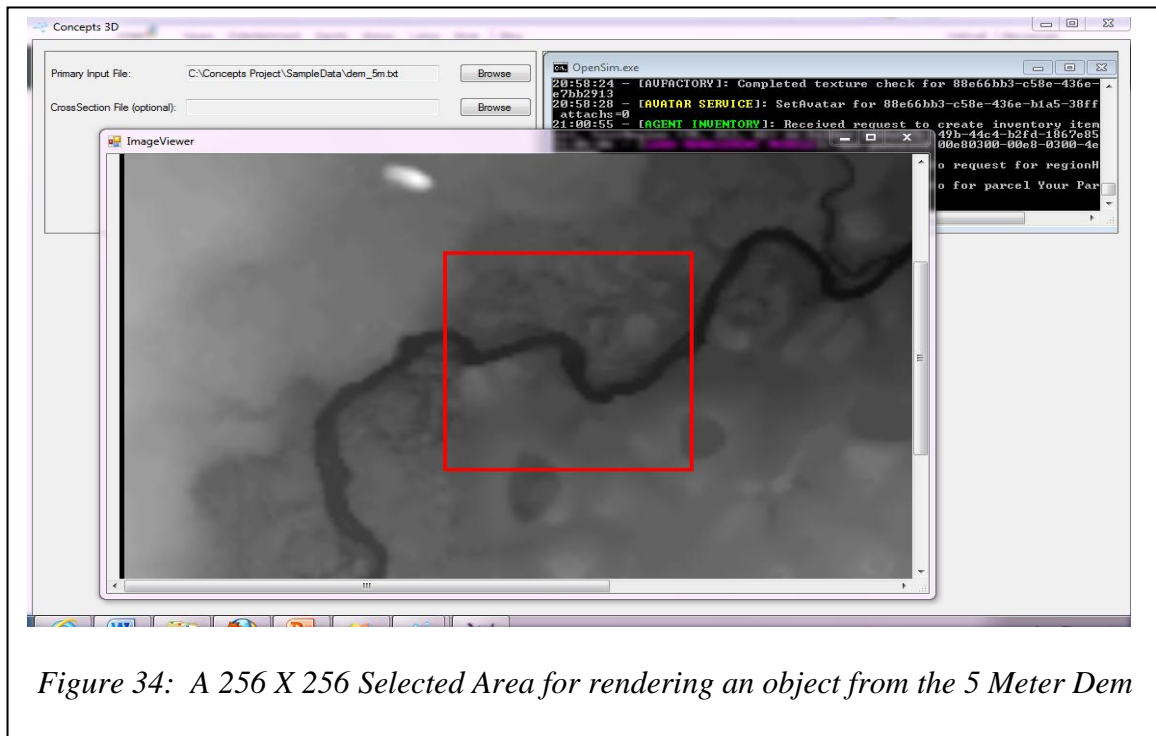 Concepts 3D
Primary Input File: C:\Concepts Project\SampleData\dem_5m.txt Browse
CrossSection File (optional): Browse
OpenSim.exe
20:58:24 - [AVFACTORY]: Completed texture check for 88e66bb3-c58e-436e-
e7bb2913
20:58:28 - [AVATAR SERVICE]: SetAvatar for 88e66bb3-c58e-436e-b1a5-38ff
attachs=0
21:00:55 - [AGENT INVENTORY]: Received request to create inventory item
49b-44c4-b2fd-1867e85
00e80300-00e8-0300-4e
o request for regionH
o for parcel Your Par
ImageViewer
Figure 34: A 256 X 256 Selected Area for rendering an object from the 5 Meter Dem